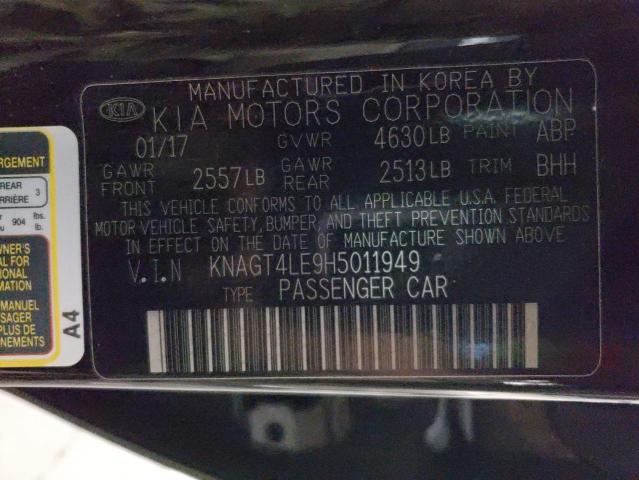 MANUFACTURED IN KOREA BY
KIA KIA MOTORS CORPORATION
01/17 GVWR 4630LB PAINT ABP
GAWR FRONT 2557LB GAWR REAR 2513LB TRIM BHH
THIS VEHICLE CONFORMS TO ALL APPLICABLE U.S.A. FEDERAL
MOTOR VEHICLE SAFETY, BUMPER, AND THEFT PREVENTION STANDARDS
IN EFFECT ON THE DATE OF MANUFACTURE SHOWN ABOVE
V.I.N KNAGT4LE9H5011949
TYPE PASSENGER CAR
RGEMENT
REAR 3
RRIÈRE
904 lbs.
lb.
WNER'S
AL FOR
TIONAL
MATION
MANUEL
SAGER
PLUS DE
NEMENTS
A4